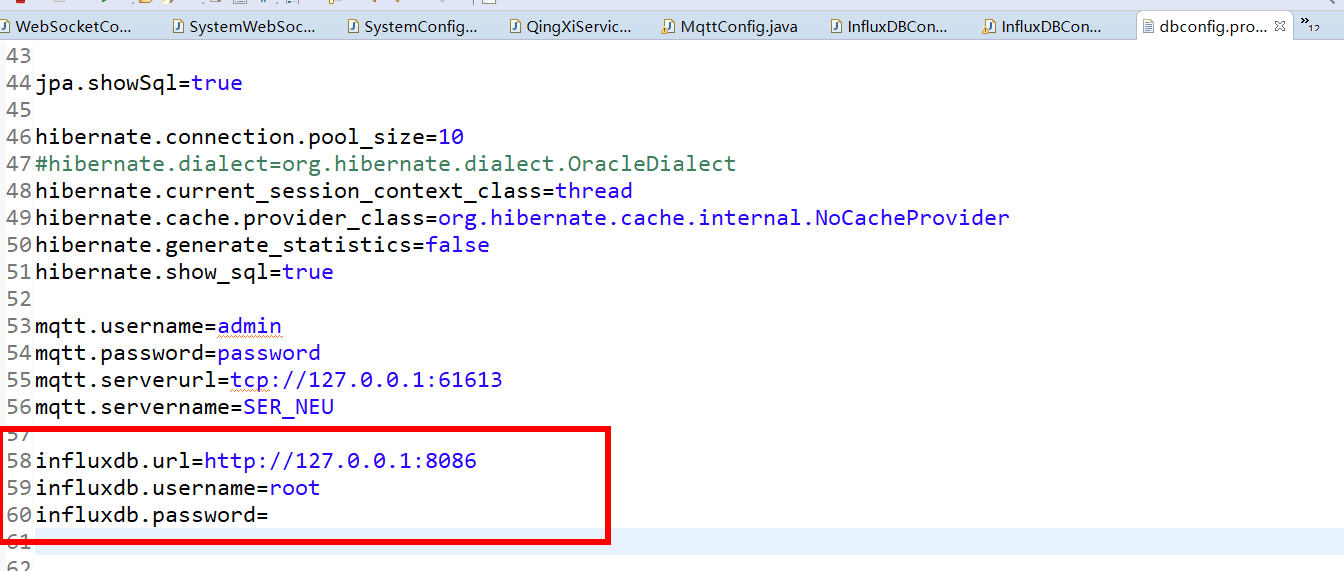 WebSocketCo...
SystemWebSoc...
SystemConfig...
QingXiServic...
MqttConfig.java
InfluxDBCon...
InfluxDBCon...
dbconfig.pro...
»12
43
44 jpa.showSql=true
45
46 hibernate.connection.pool_size=10
47 #hibernate.dialect=org.hibernate.dialect.OracleDialect
48 hibernate.current_session_context_class=thread
49 hibernate.cache.provider_class=org.hibernate.cache.internal.NoCacheProvider
50 hibernate.generate_statistics=false
51 hibernate.show_sql=true
52
53 mqtt.username=admin
54 mqtt.password=password
55 mqtt.serverurl=tcp://127.0.0.1:61613
56 mqtt.servername=SER_NEU
57
58 influxdb.url=http://127.0.0.1:8086
59 influxdb.username=root
60 influxdb.password=
61
62